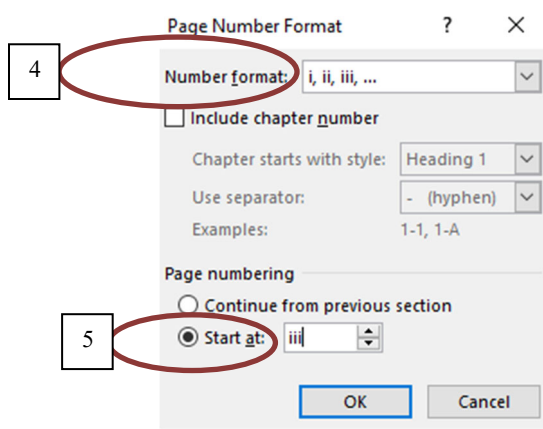 Page Number Format ? ×
4
Number format: i, ii, iii, ...
Include chapter number
Chapter starts with style: Heading 1
Use separator: - (hyphen)
Examples: 1-1, 1-A
Page numbering
Continue from previous section
5
Start at: iii
OK Cancel